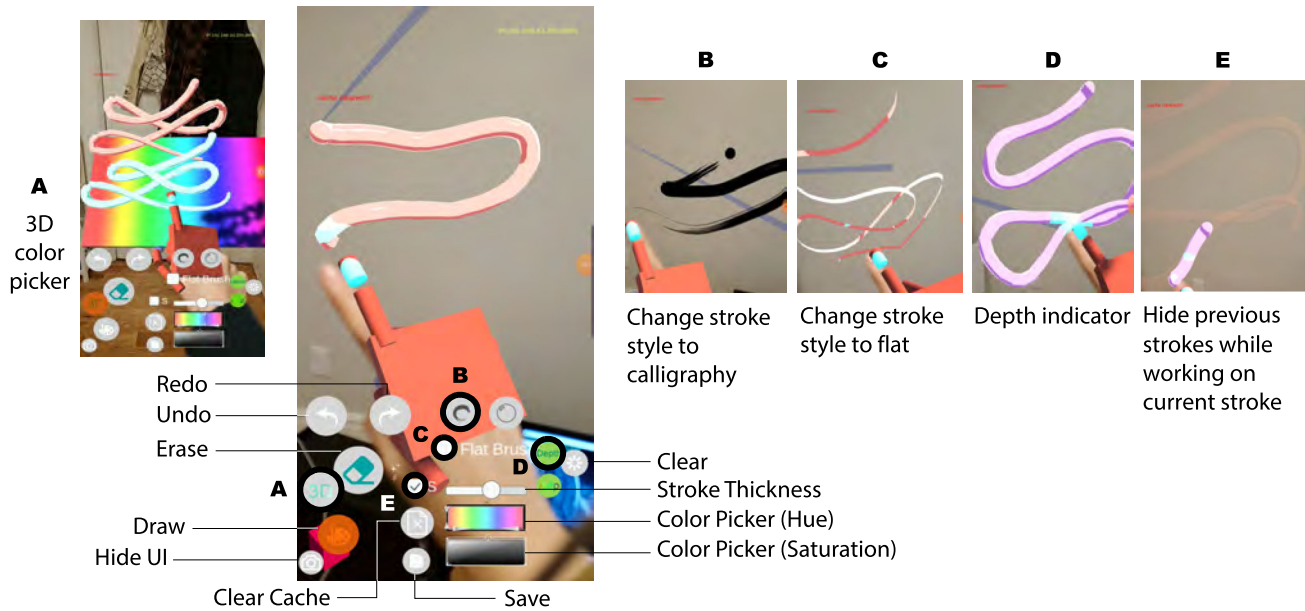 A
3D
color
picker
Flat Brush
S
B
C
D
E
Change stroke
style to
calligraphy
Change stroke
style to flat
Depth indicator
Hide previous
strokes while
working on
current stroke
Redo
Undo
Erase
A
Draw
Hide UI
Clear Cache
Save
B
C
Flat Brus
D
Depth
3D
E
S
Clear
Stroke Thickness
Color Picker (Hue)
Color Picker (Saturation)